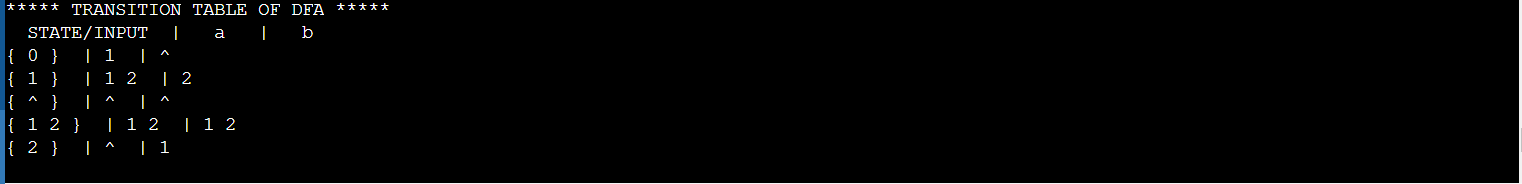 ***** TRANSITION TABLE OF DFA *****
STATE/INPUT | a | b
{ 0 } | 1 | ^
{ 1 } | 1 2 | 2
{ ^ } | ^ | ^
{ 1 2 } | 1 2 | 1 2
{ 2 } | ^ | 1